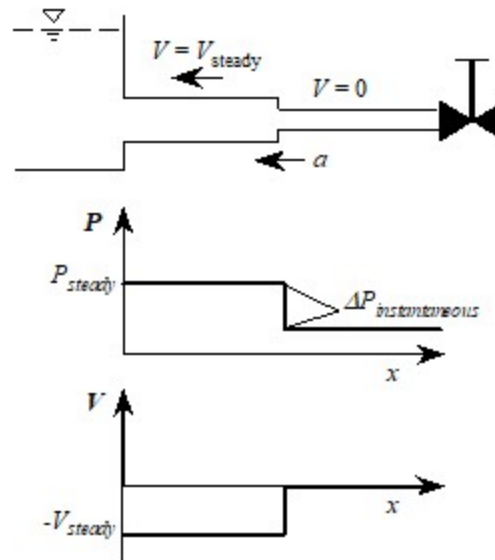 V = V_steady
V = 0
a
P
P_steady
ΔP_instantaneous
x
V
x
-V_steady